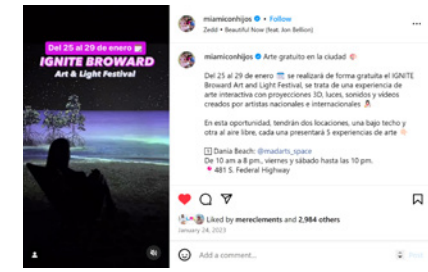 Del 25 al 29 de enero
IGNITE BROWARD
Art & Light Festival
miamiconhijos • Follow
Zedd • Beautiful Now (feat. Jon Bellion)
miamiconhijos Arte gratuito en la ciudad
Del 25 al 29 de enero se realizará de forma gratuita el IGNITE
Broward Art and Light Festival, se trata de una experiencia de
arte interactiva con proyecciones 3D, luces, sonidos y vídeos
creados por artistas nacionales e internacionales
En esta oportunidad, tendrán dos locaciones, una bajo techo y
otra al aire libre, cada una presentará 5 experiencias de arte
1 Dania Beach: @madarts_space
De 10 am a 8 pm., viernes y sábado hasta las 10 pm.
481 S. Federal Highway
Liked by mereclements and 2,984 others
January 24, 2023
Add a comment...